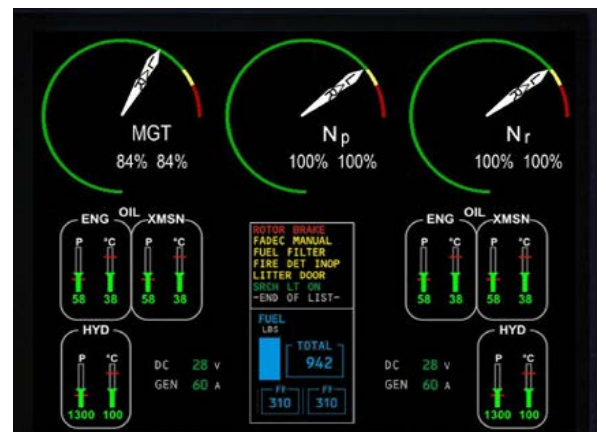 MGT
84% 84%
Np
100% 100%
Nr
100% 100%
OIL
ENG XMSN
P °C P °C
58 38 58 38
HYD
P °C
1300 100
DC 28 V
GEN 60 A
ROTOR BRAKE
FADEC MANUAL
FUEL FILTER
FIRE DET INOP
LITTER DOOR
SRCH LT ON
-END OF LIST-
FUEL
LBS
TOTAL
942
FF FF
310 310
OIL
ENG XMSN
P °C P °C
58 38 58 38
DC 28 V
GEN 60 A
HYD
P °C
1300 100